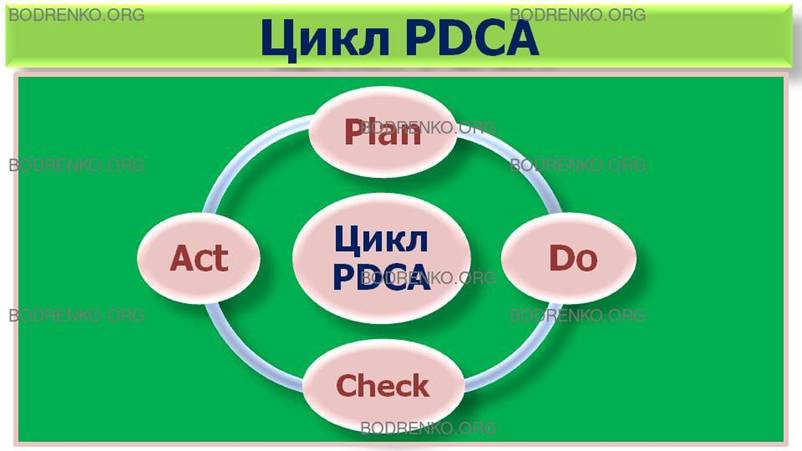 BODRENKO.ORG
BODRENKO.ORG
Цикл PDCA
Plan
BODRENKO.ORG
BODRENKO.ORG
BODRENKO.ORG
Act
Цикл
PDCA
BODRENKO.ORG
Do
BODRENKO.ORG
BODRENKO.ORG
Check
BODRENKO.ORG